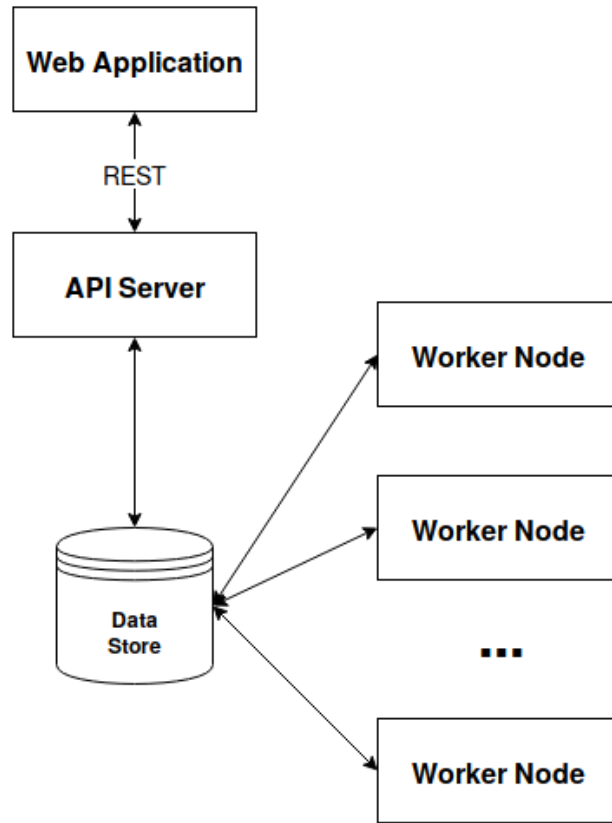 Web Application
REST
API Server
Worker Node
Worker Node
Data
Store
...
Worker Node